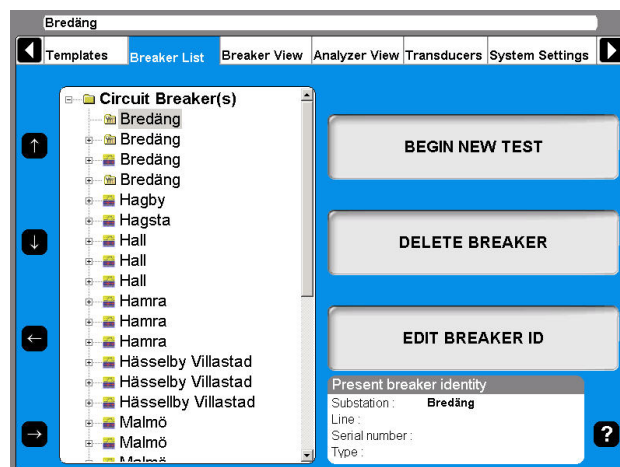 Bredäng
Templates
Breaker List
Breaker View
Analyzer View
Transducers
System Settings
Circuit Breaker(s)
Bredäng
Bredäng
Bredäng
Bredäng
Hagby
Hagsta
Hall
Hall
Hall
Hamra
Hamra
Hamra
Hässelby Villastad
Hässelby Villastad
Hässellby Villastad
Malmö
Malmö
Malmö
BEGIN NEW TEST
DELETE BREAKER
EDIT BREAKER ID
Present breaker identity
Substation : Bredäng
Line :
Serial number :
Type :
?